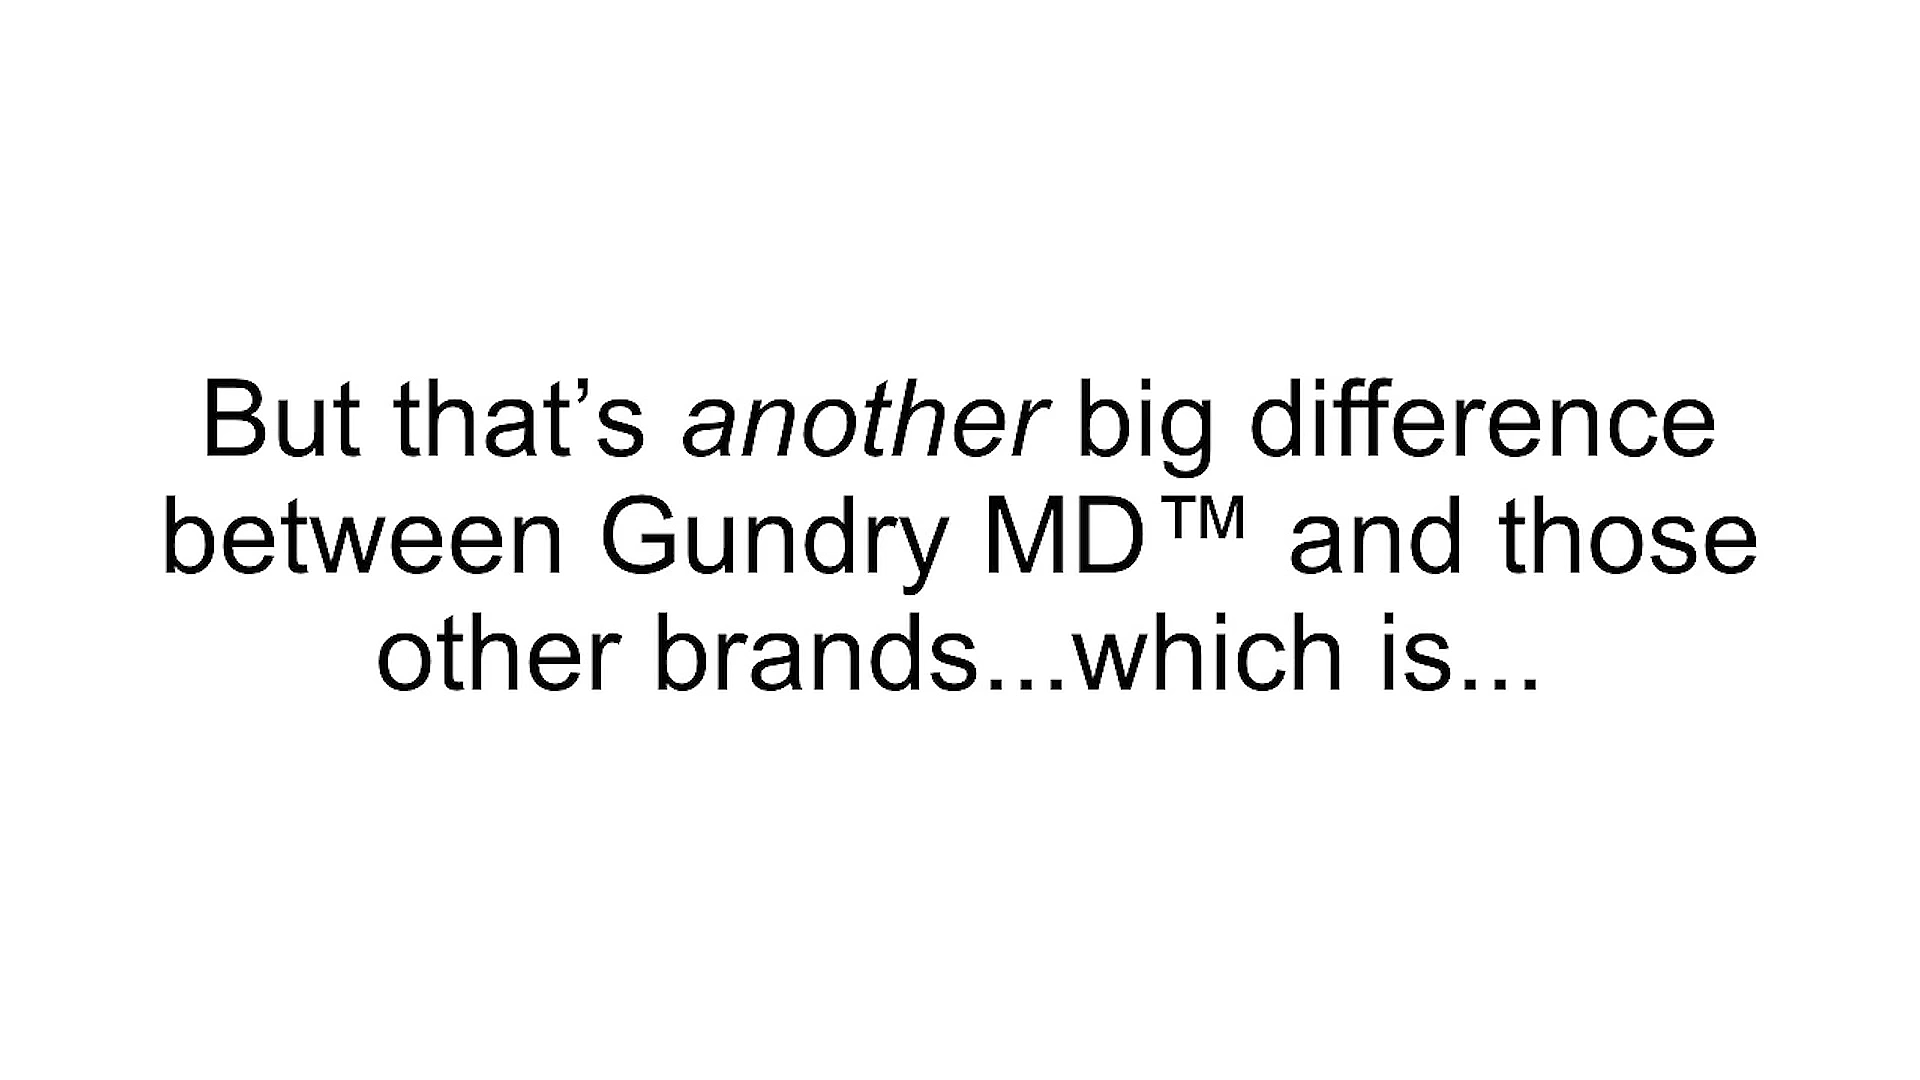 But that’s another big difference
between Gundry MD™ and those
other brands...which is...